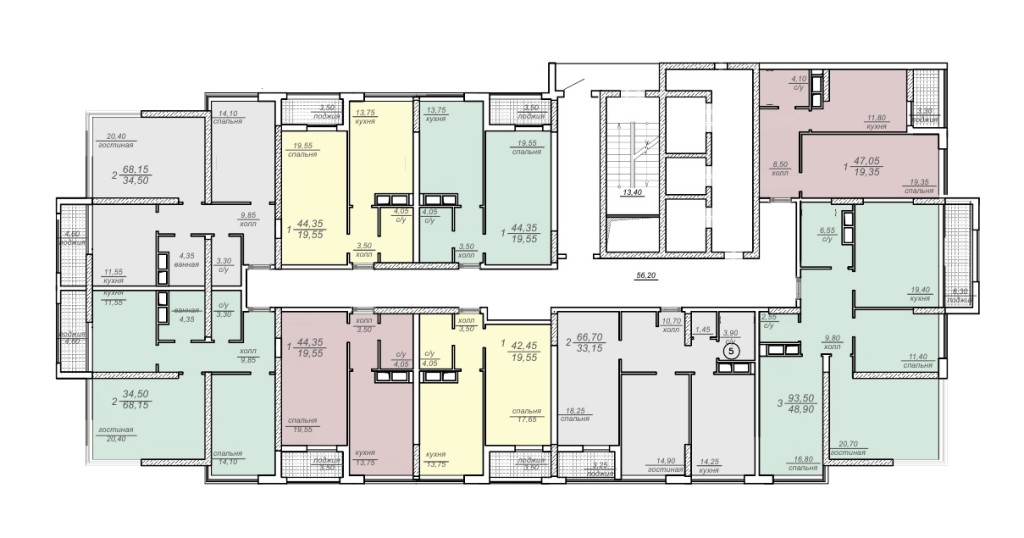 20,40
гостиная
2 68,15
34,50
14,10
спальня
9,85
холл
4,60
лоджия
11,55
кухня
4,35
ванная
3,30
с/у
3,50
лоджия
19,55
спальня
13,75
кухня
1 44,35
19,55
4,05
с/у
3,50
холл
13,75
кухня
3,50
лоджия
19,55
спальня
4,05
с/у
3,50
холл
1 44,35
19,55
13,40
56,20
4,10
с/у
11,80
кухня
3,30
лоджия
8,50
холл
1 47,05
19,35
19,35
спальня
6,55
с/у
19,40
кухня
6,30
лоджия
2,55
с/у
9,80
холл
11,40
спальня
3 93,50
48,90
20,70
гостиная
16,80
спальня
кухня
11,55
лоджия
4,60
ванная
4,35
с/у
3,30
холл
9,85
2 34,50
68,15
гостиная
20,40
спальня
14,10
1 44,35
19,55
холл
3,50
с/у
4,05
спальня
19,55
лоджия
3,50
кухня
13,75
холл
3,50
с/у
4,05
1 42,45
19,55
спальня
17,65
кухня
13,75
лоджия
3,50
2 66,70
33,15
10,70
холл
1,45
3,90
с/у
5
18,25
спальня
3,25
лоджия
14,90
гостиная
14,25
кухня